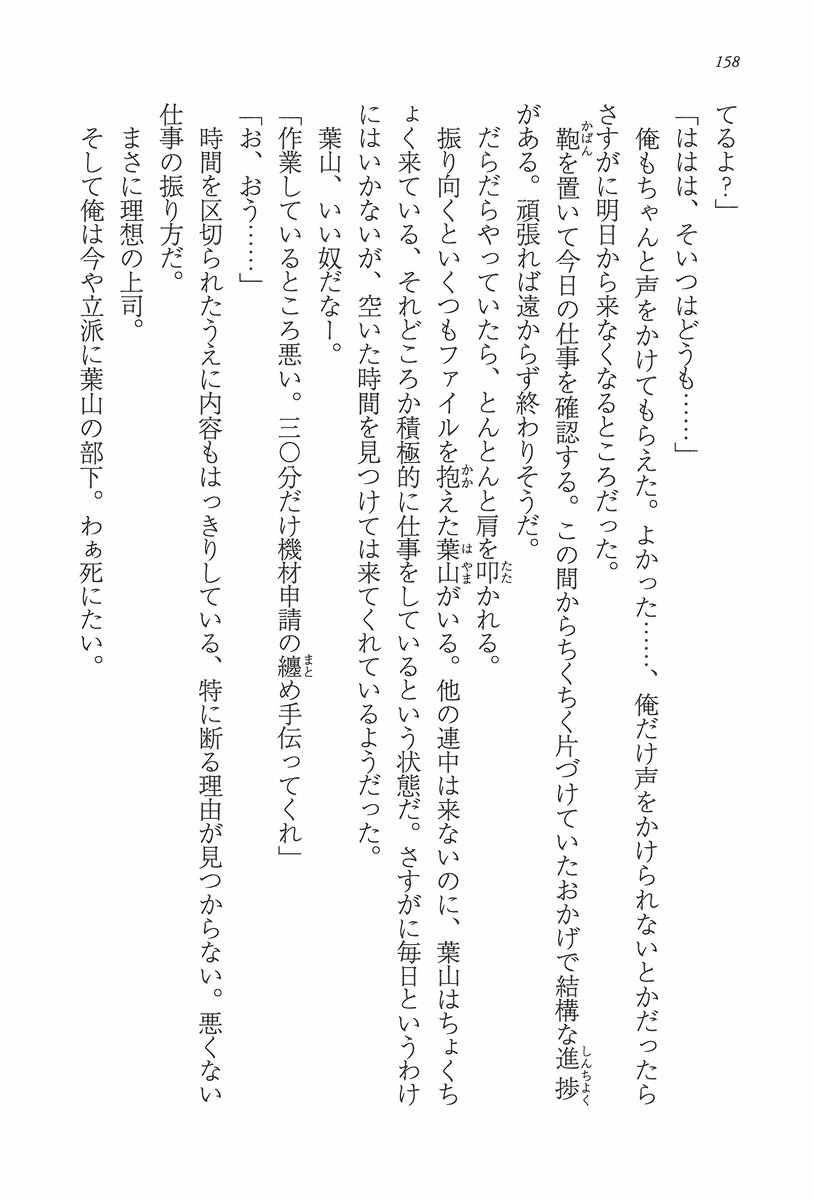 158
てるよ？」
「ははは、そいつはどうも……」
俺もちゃんと声をかけてもらえた。よかった……、俺だけ声をかけられないとかだったら
さすがに明日から来なくなるところだった。
鞄を置いて今日の仕事を確認する。この間からちくちく片づけていたおかげで結構な進捗
がある。頑張れば遠からず終わりそうだ。
だらだらやっていたら、とんとんと肩を叩かれる。
振り向くといくつもファイルを抱えた葉山がいる。他の連中は来ないのに、葉山はちょくち
ょく来ている、それどころか積極的に仕事をしているという状態だ。さすがに毎日というわけ
にはいかないが、空いた時間を見つけては来てくれているようだった。
葉山、いい奴だなー。
「作業しているところ悪い。三〇分だけ機材申請の纏め手伝ってくれ」
「お、おう……」
時間を区切られたうえに内容もはっきりしている、特に断る理由が見つからない。悪くない
仕事の振り方だ。
まさに理想の上司。
そして俺は今や立派に葉山の部下。わぁ死にたい。